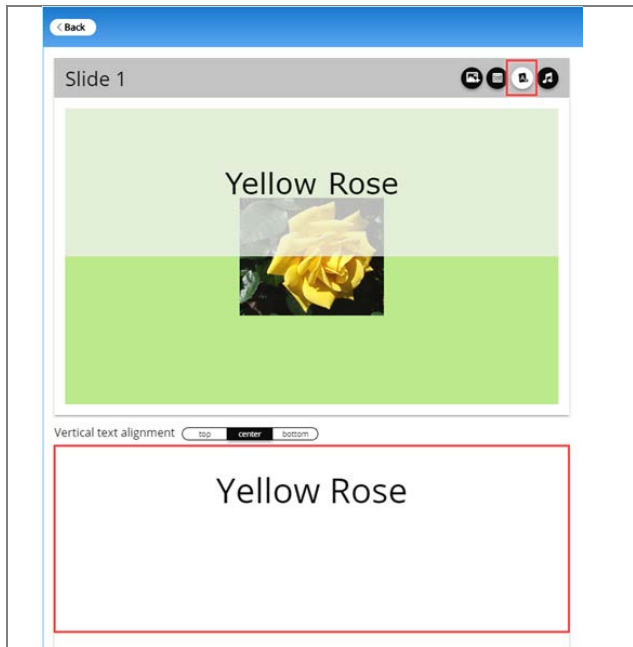 Back
Slide 1
Yellow Rose
Vertical text alignment top center bottom
Yellow Rose